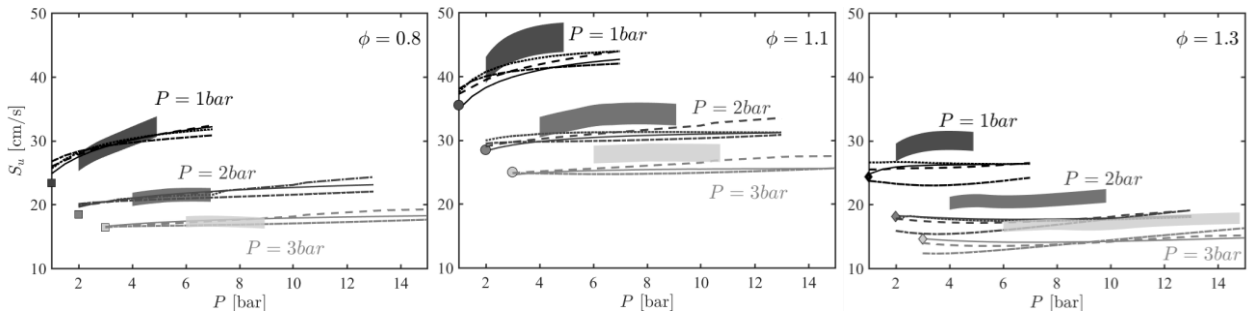 50
40
30
20
10
S_u [cm/s]
ϕ = 0.8
P = 1bar
P = 2bar
P = 3bar
2 4 6 8 10 12 14
P [bar]
50
40
30
20
10
ϕ = 1.1
P = 1bar
P = 2bar
P = 3bar
2 4 6 8 10 12 14
P [bar]
50
40
30
20
10
ϕ = 1.3
P = 1bar
P = 2bar
P = 3bar
2 4 6 8 10 12 14
P [bar]